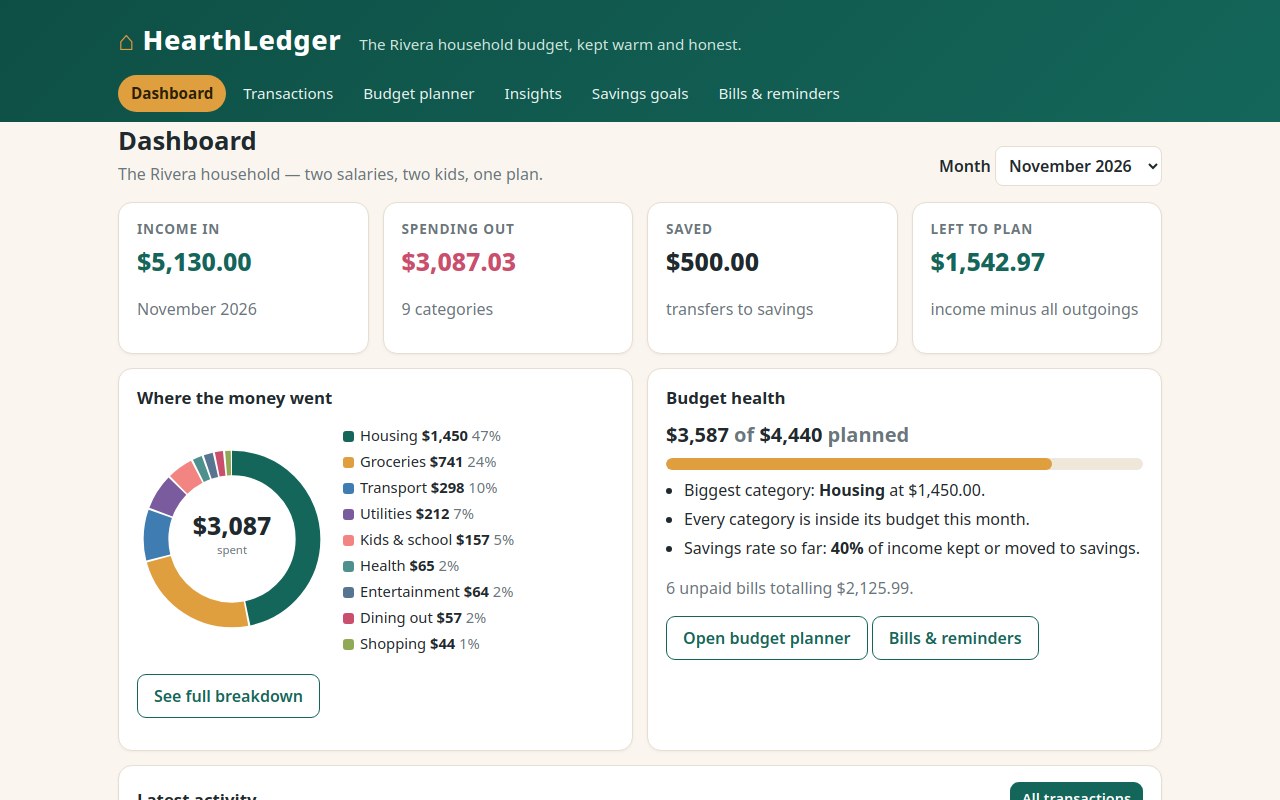 ⌂ HearthLedger The Rivera household budget, kept warm and honest.
Dashboard Transactions Budget planner Insights Savings goals Bills & reminders
Dashboard
The Rivera household — two salaries, two kids, one plan.
Month November 2026
INCOME IN
$5,130.00
November 2026
SPENDING OUT
$3,087.03
9 categories
SAVED
$500.00
transfers to savings
LEFT TO PLAN
$1,542.97
income minus all outgoings
Where the money went
$3,087
spent
Housing $1,450 47%
Groceries $741 24%
Transport $298 10%
Utilities $212 7%
Kids & school $157 5%
Health $65 2%
Entertainment $64 2%
Dining out $57 2%
Shopping $44 1%
See full breakdown
Budget health
$3,587 of $4,440 planned
Biggest category: Housing at $1,450.00.
Every category is inside its budget this month.
Savings rate so far: 40% of income kept or moved to savings.
6 unpaid bills totalling $2,125.99.
Open budget planner Bills & reminders
Latest activity
All transactions